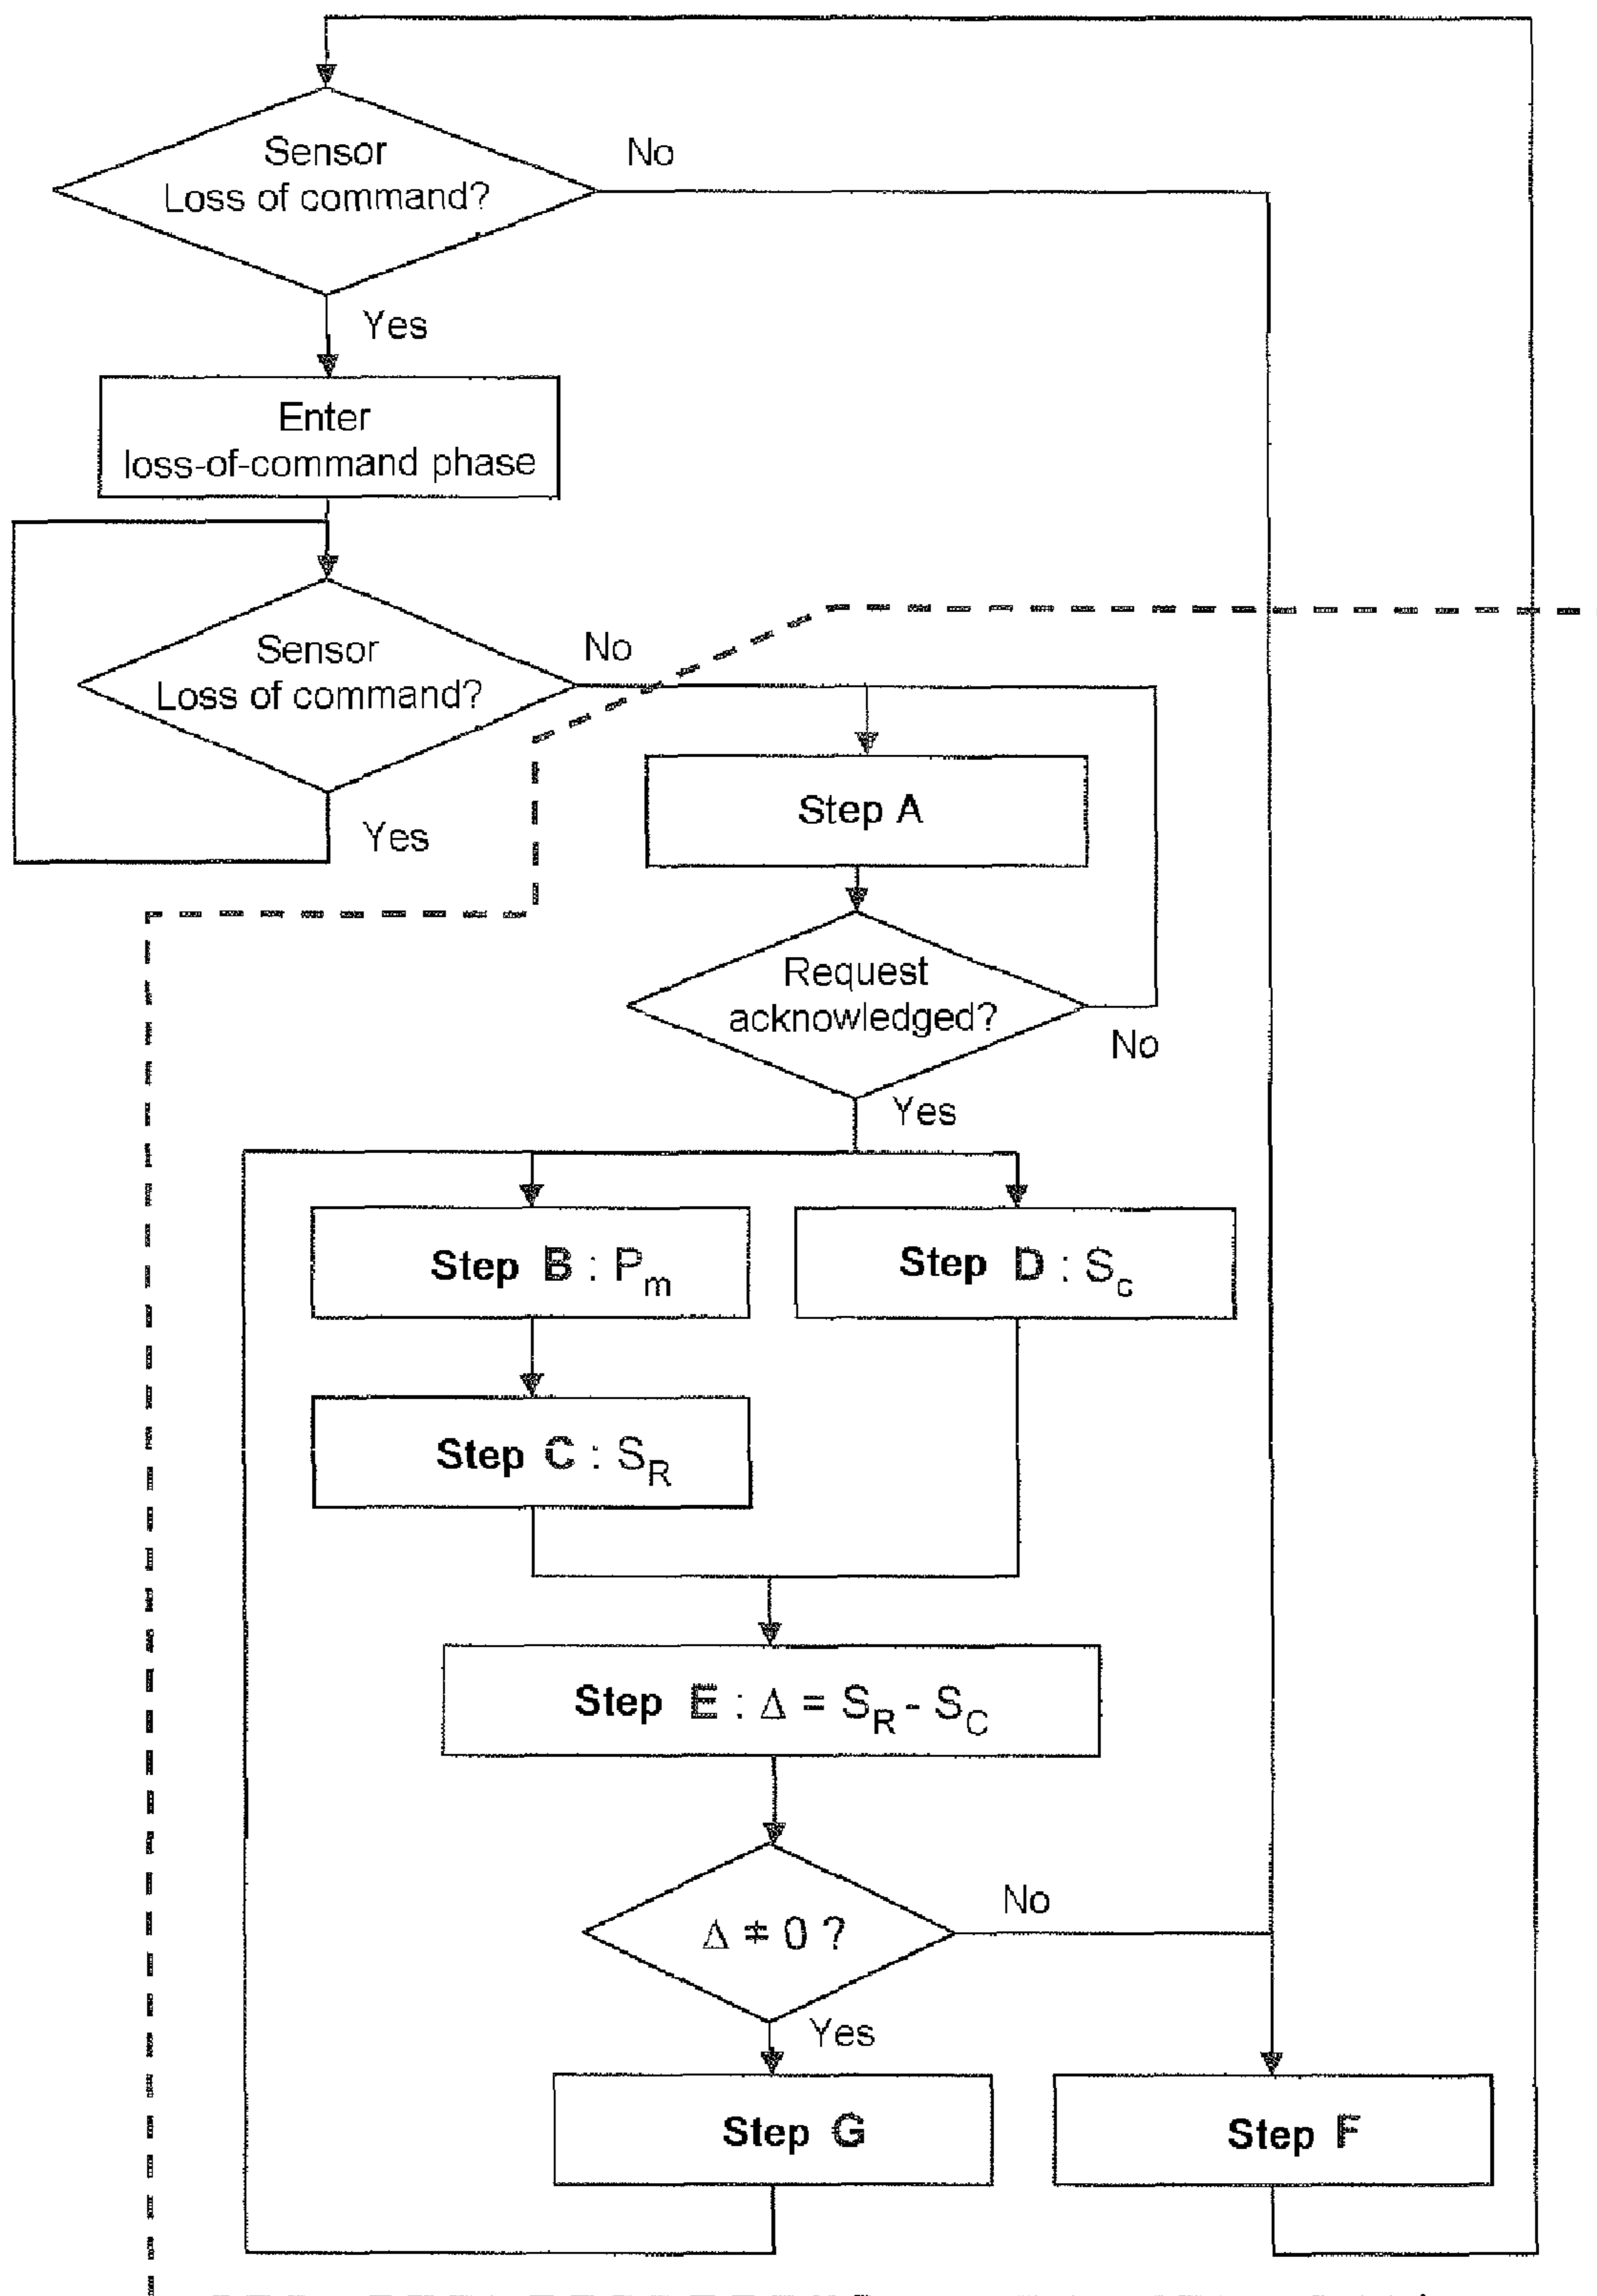 Sensor
Loss of command?
No
Yes
Enter
loss-of-command phase
Sensor
Loss of command?
No
Yes
Step A
Request
acknowledged?
No
Yes
Step B : Pm
Step D : Sc
Step C : SR
Step E : Δ = SR - SC
Δ ≠ 0 ?
No
Yes
Step G
Step F